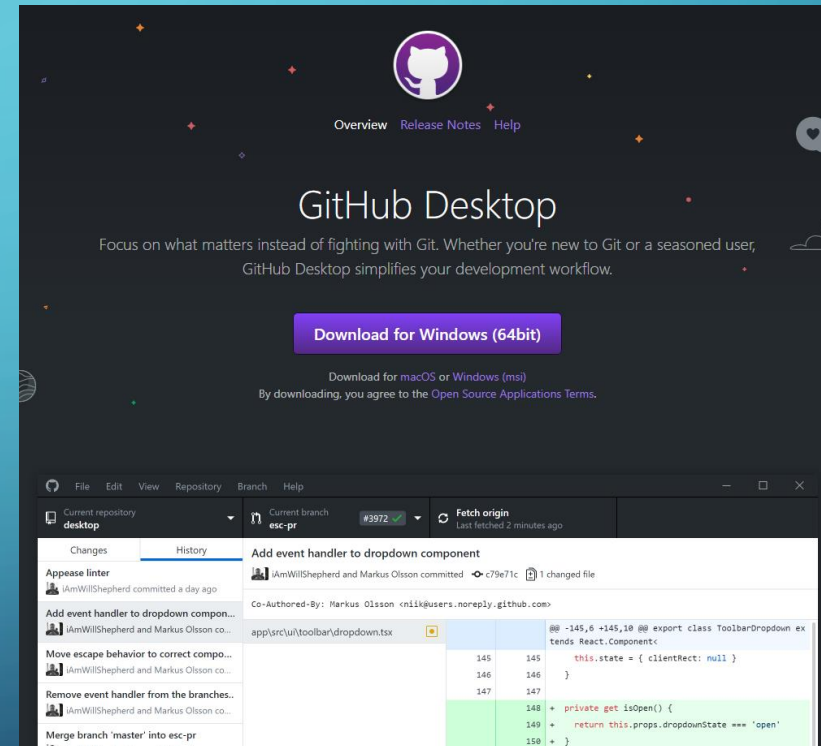 Overview Release Notes Help
GitHub Desktop
Focus on what matters instead of fighting with Git. Whether you're new to Git or a seasoned user,
GitHub Desktop simplifies your development workflow.
Download for Windows (64bit)
Download for macOS or Windows (msi)
By downloading, you agree to the Open Source Applications Terms.
File Edit View Repository Branch Help
Current repository
desktop
Current branch
esc-pr
#3972
Fetch origin
Last fetched 2 minutes ago
Changes History
Appease linter
iAmWillShepherd committed a day ago
Add event handler to dropdown compon...
iAmWillShepherd and Markus Olsson co...
Move escape behavior to correct compo...
iAmWillShepherd and Markus Olsson co...
Remove event handler from the branches..
iAmWillShepherd and Markus Olsson co...
Merge branch 'master' into esc-pr
Add event handler to dropdown component
iAmWillShepherd and Markus Olsson committed c79e71c 1 changed file
Co-Authored-By: Markus Olsson <niik@users.noreply.github.com>
app\src\ui\toolbar\dropdown.tsx
@@ -145,6 +145,10 @@ export class ToolbarDropdown ex
tends React.Component<
145 145 this.state = { clientRect: null }
146 146 }
147 147
148 + private get isOpen() {
149 + return this.props.dropdownState === 'open'
150 + }